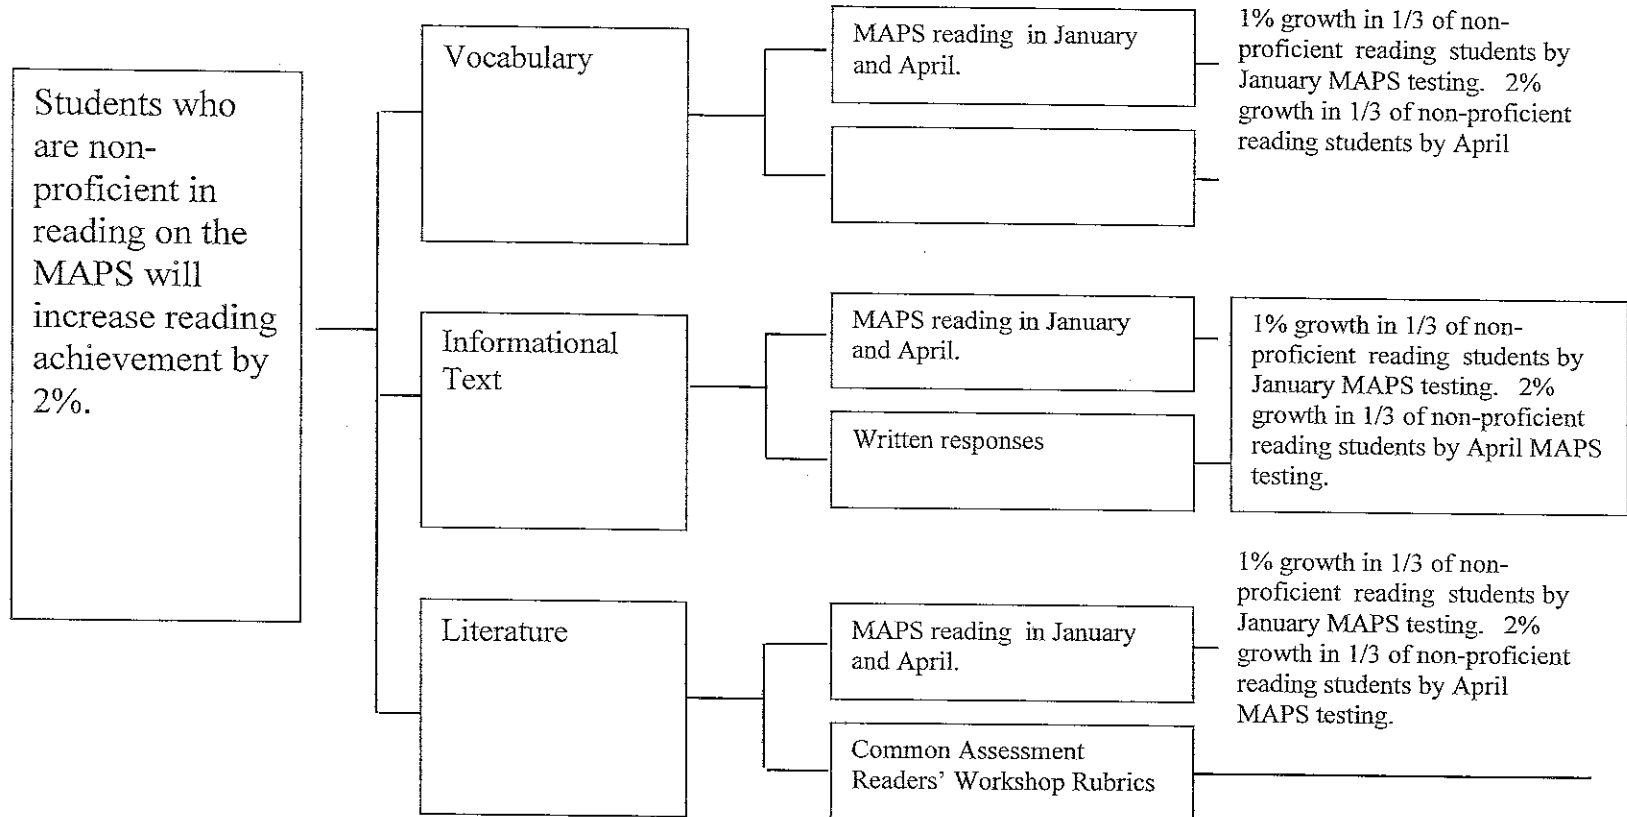 Students who
are non-
proficient in
reading on the
MAPS will
increase reading
achievement by
2%.
Vocabulary
MAPS reading in January
and April.
1% growth in 1/3 of non-
proficient reading students by
January MAPS testing. 2%
growth in 1/3 of non-proficient
reading students by April
Informational
Text
MAPS reading in January
and April.
Written responses
1% growth in 1/3 of non-
proficient reading students by
January MAPS testing. 2%
growth in 1/3 of non-proficient
reading students by April MAPS
testing.
Literature
MAPS reading in January
and April.
Common Assessment
Readers' Workshop Rubrics
1% growth in 1/3 of non-
proficient reading students by
January MAPS testing. 2%
growth in 1/3 of non-proficient
reading students by April
MAPS testing.